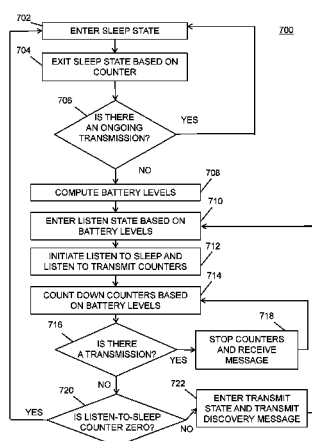 700
702
ENTER SLEEP STATE
704
EXIT SLEEP STATE BASED ON
COUNTER
706
IS THERE
AN ONGOING
TRANSMISSION?
YES
NO
708
COMPUTE BATTERY LEVELS
710
ENTER LISTEN STATE BASED ON
BATTERY LEVELS
712
INITIATE LISTEN TO SLEEP AND
LISTEN TO TRANSMIT COUNTERS
714
COUNT DOWN COUNTERS BASED
ON BATTERY LEVELS
716
IS THERE
A TRANSMISSION?
YES
718
STOP COUNTERS
AND RECEIVE
MESSAGE
NO
720
IS LISTEN-TO-SLEEP
COUNTER ZERO?
YES
NO
722
ENTER TRANSMIT
STATE AND TRANSMIT
DISCOVERY MESSAGE